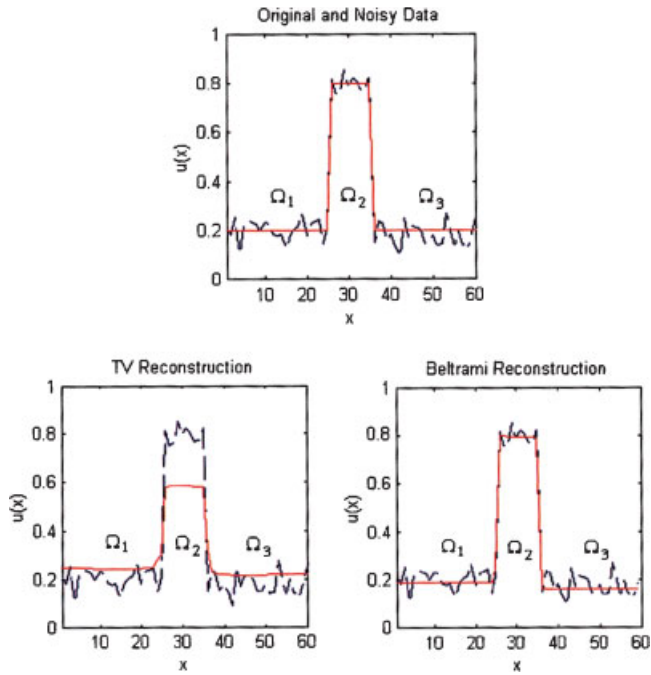 Original and Noisy Data
1
0.8
0.6
0.4
0.2
0
u(x)
Ω1
Ω2
Ω3
10 20 30 40 50 60
x
TV Reconstruction
1
0.8
0.6
0.4
0.2
0
u(x)
Ω1
Ω2
Ω3
10 20 30 40 50 60
x
Beltrami Reconstruction
1
0.8
0.6
0.4
0.2
0
u(x)
Ω1
Ω2
Ω3
10 20 30 40 50 60
x